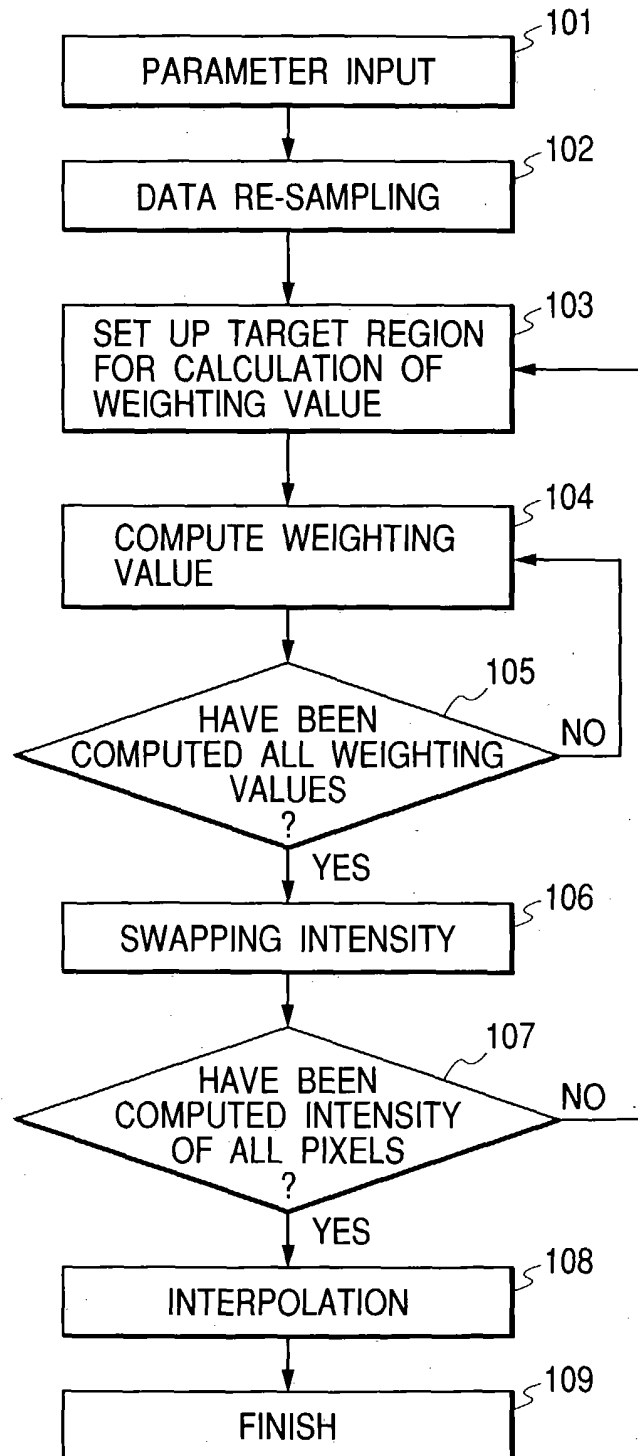 101
PARAMETER INPUT
102
DATA RE-SAMPLING
103
SET UP TARGET REGION
FOR CALCULATION OF
WEIGHTING VALUE
104
COMPUTE WEIGHTING
VALUE
105
HAVE BEEN
COMPUTED ALL WEIGHTING
VALUES
?
NO
YES
106
SWAPPING INTENSITY
107
HAVE BEEN
COMPUTED INTENSITY
OF ALL PIXELS
?
NO
YES
108
INTERPOLATION
109
FINISH